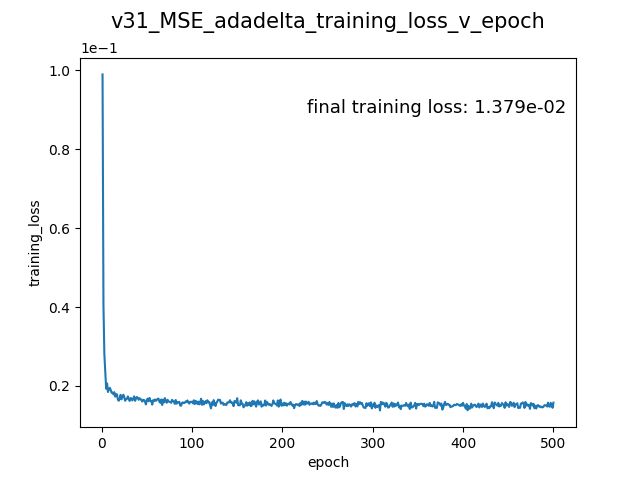 v31_MSE_adadelta_training_loss_v_epoch
1e−1
final training loss: 1.379e-02
1.0
0.8
0.6
0.4
0.2
training_loss
0 100 200 300 400 500
epoch